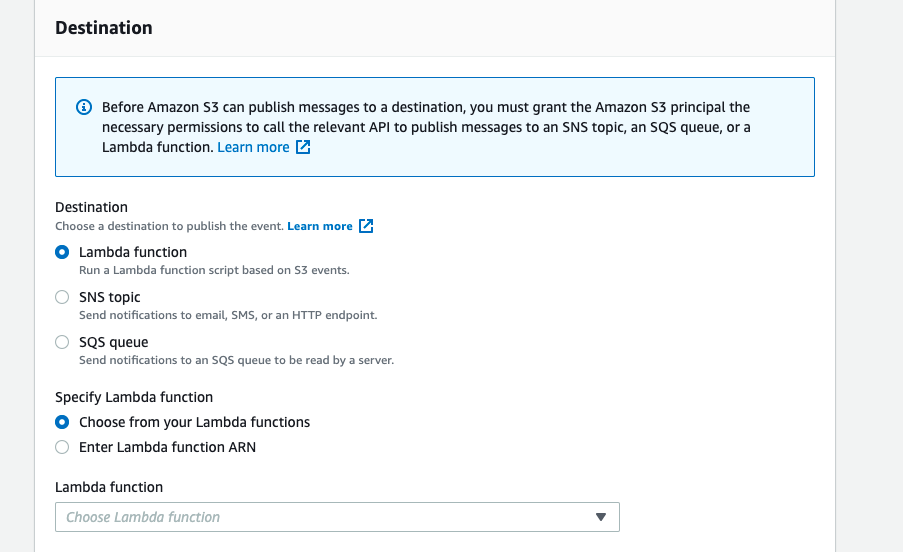 Destination
Before Amazon S3 can publish messages to a destination, you must grant the Amazon S3 principal the
necessary permissions to call the relevant API to publish messages to an SNS topic, an SQS queue, or a
Lambda function. Learn more
Destination
Choose a destination to publish the event. Learn more
Lambda function
Run a Lambda function script based on S3 events.
SNS topic
Send notifications to email, SMS, or an HTTP endpoint.
SQS queue
Send notifications to an SQS queue to be read by a server.
Specify Lambda function
Choose from your Lambda functions
Enter Lambda function ARN
Lambda function
Choose Lambda function